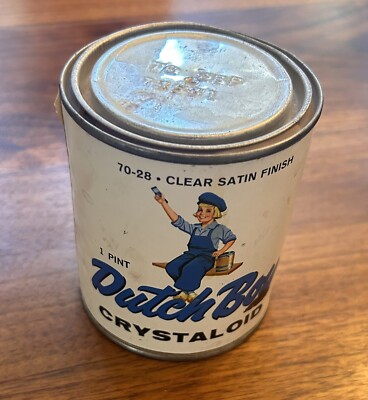 70-28 • CLEAR SATIN FINISH
1 PINT
Dutch Boy
CRYSTALOID